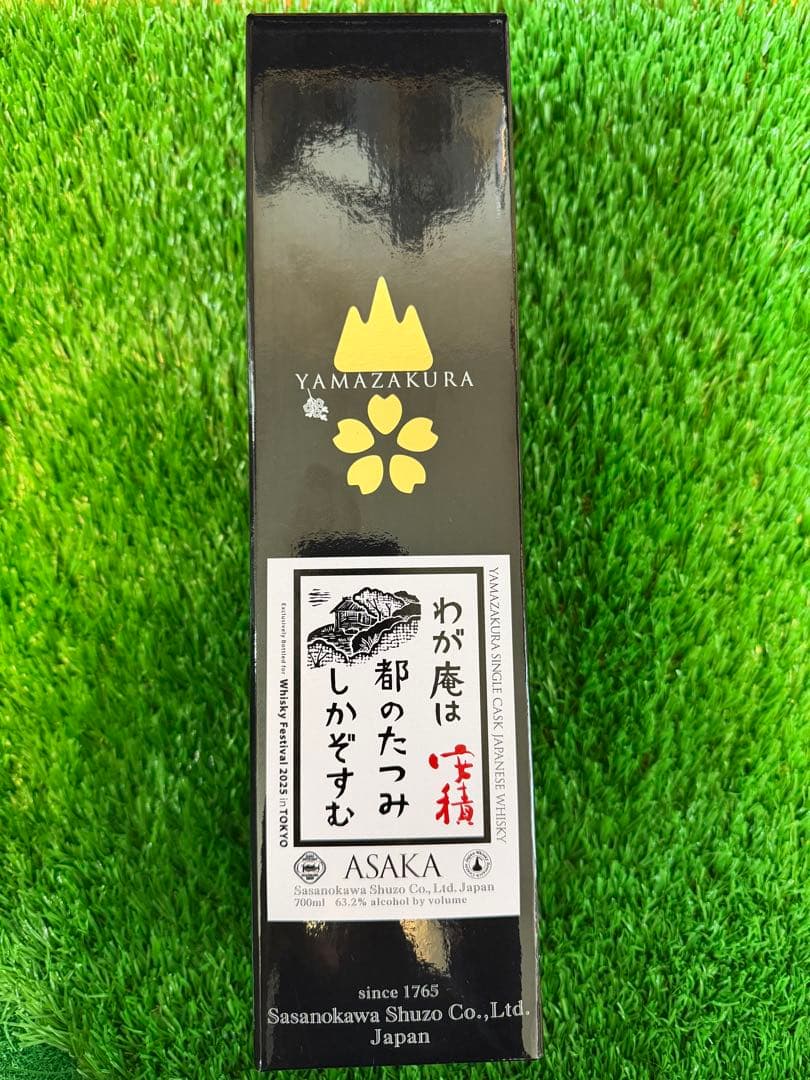 YAMAZAKURA
わが庵は
都のたつみ
しかぞすむ
安積
YAMAZAKURA SINGLE CASK JAPANESE WHISKY
Exclusively Bottled for Whisky Festival 2025 in TOKYO
ASAKA
Sasanokawa Shuzo Co., Ltd. Japan
700ml 63.2% alcohol by volume
since 1765
Sasanokawa Shuzo Co.,Ltd.
Japan